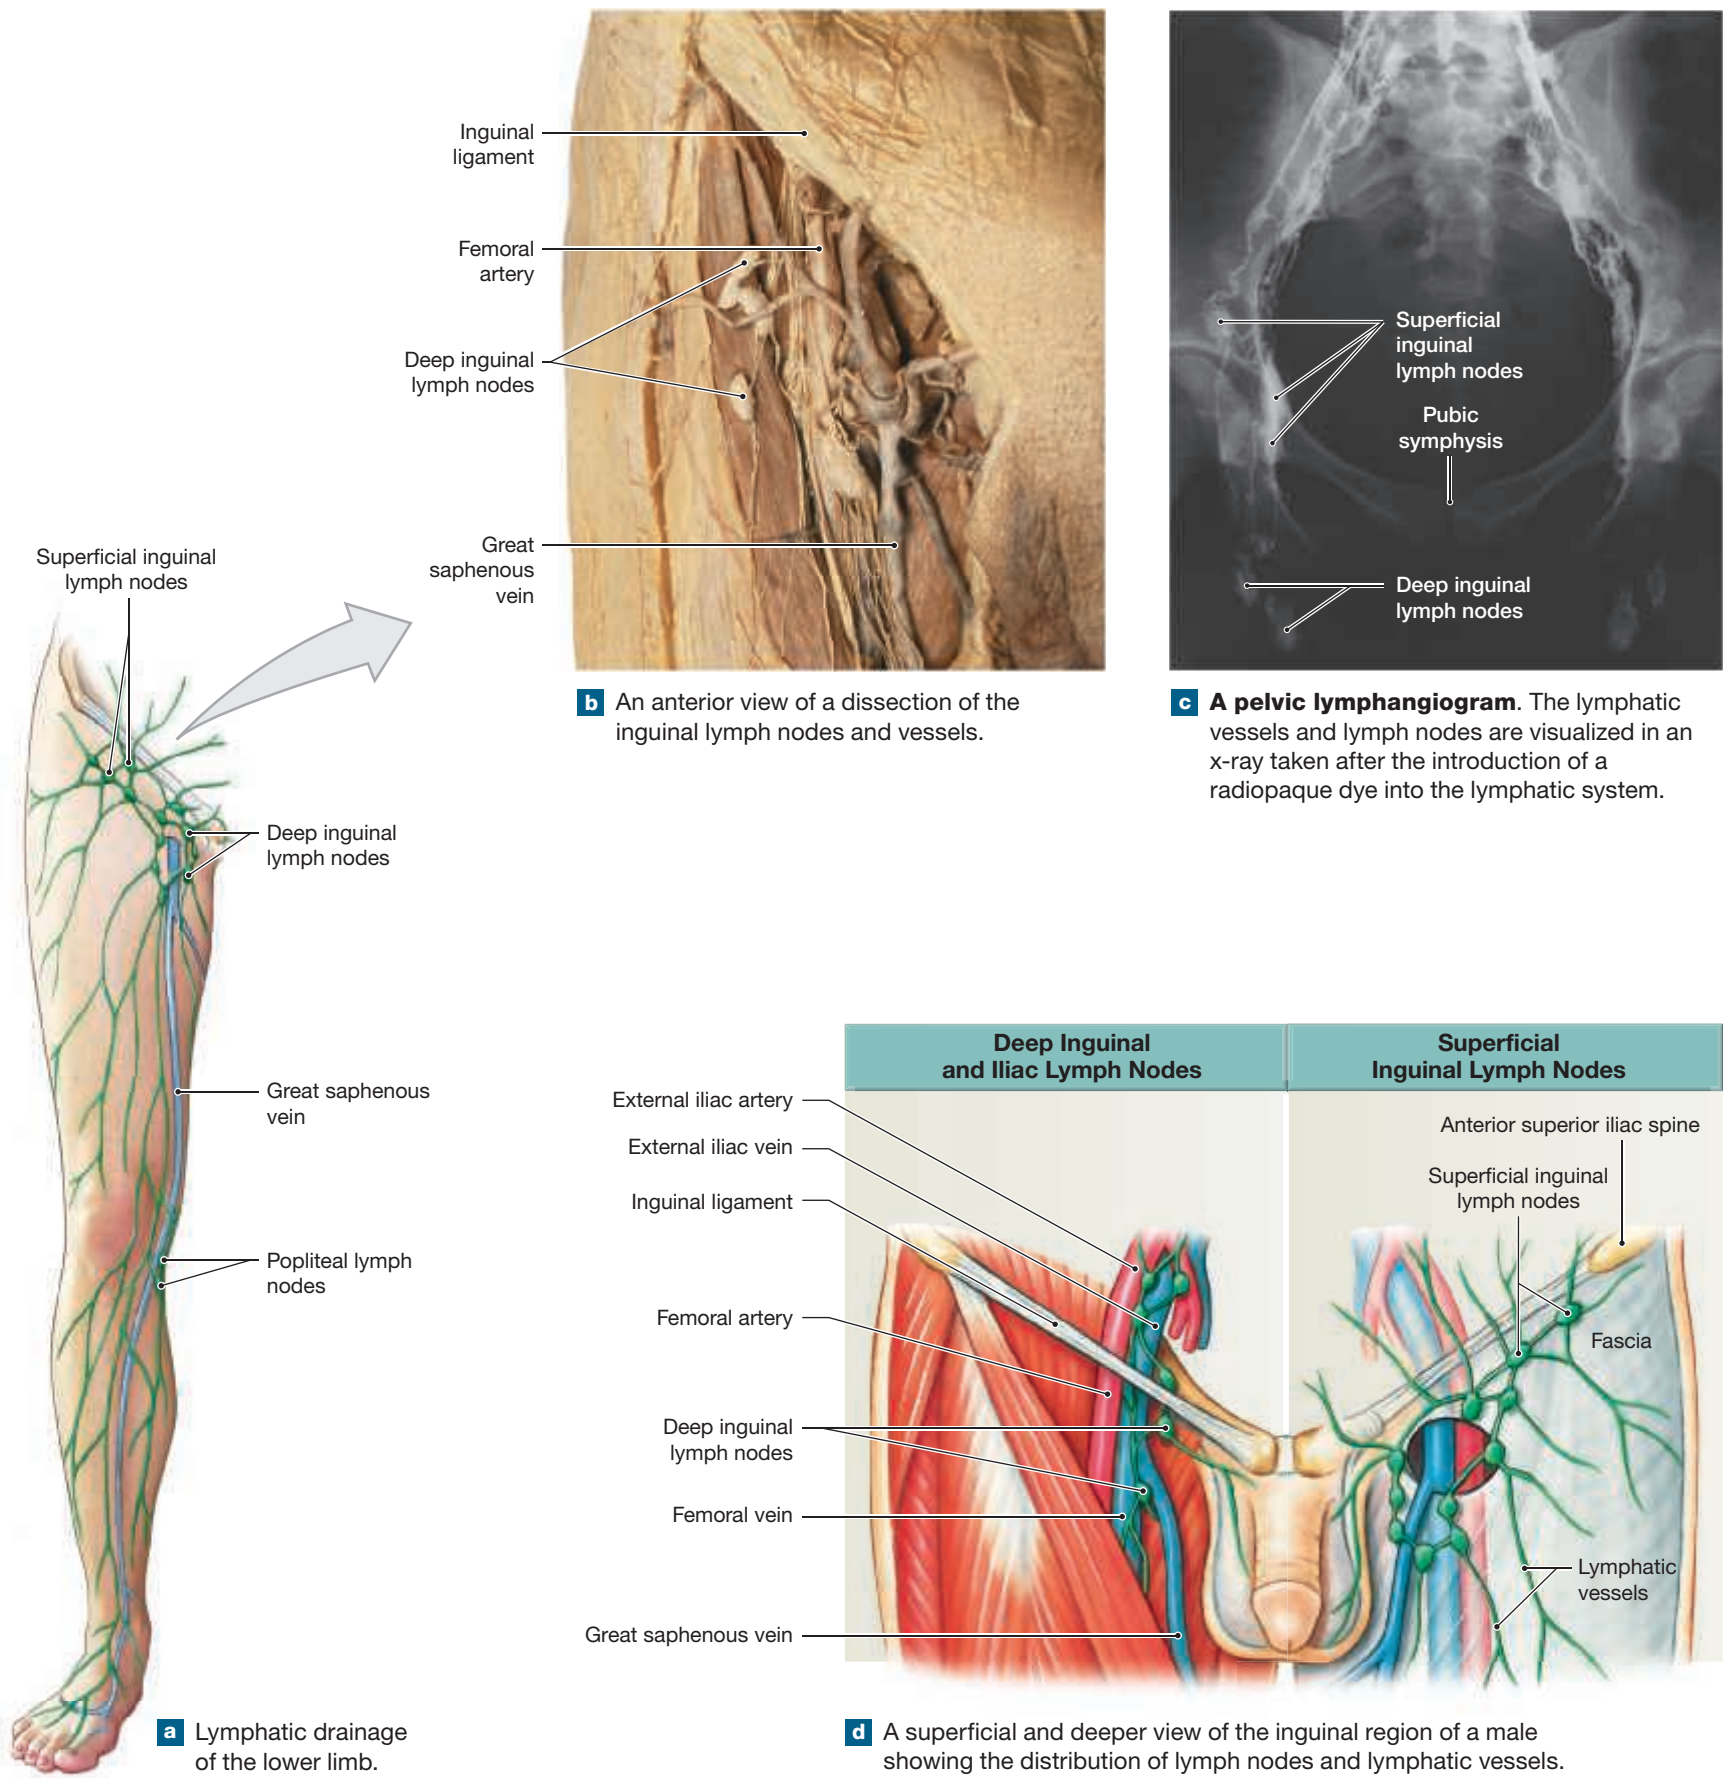 Inguinal
ligament
Femoral
artery
Deep inguinal
lymph nodes
Great
saphenous
vein
b An anterior view of a dissection of the
inguinal lymph nodes and vessels.
Superficial
inguinal
lymph nodes
Pubic
symphysis
Deep inguinal
lymph nodes
c A pelvic lymphangiogram. The lymphatic
vessels and lymph nodes are visualized in an
x-ray taken after the introduction of a
radiopaque dye into the lymphatic system.
Superficial inguinal
lymph nodes
Deep inguinal
lymph nodes
Great saphenous
vein
Popliteal lymph
nodes
a Lymphatic drainage
of the lower limb.
Deep Inguinal
and Iliac Lymph Nodes
Superficial
Inguinal Lymph Nodes
External iliac artery
External iliac vein
Inguinal ligament
Femoral artery
Deep inguinal
lymph nodes
Femoral vein
Great saphenous vein
Anterior superior iliac spine
Superficial inguinal
lymph nodes
Fascia
Lymphatic
vessels
d A superficial and deeper view of the inguinal region of a male
showing the distribution of lymph nodes and lymphatic vessels.